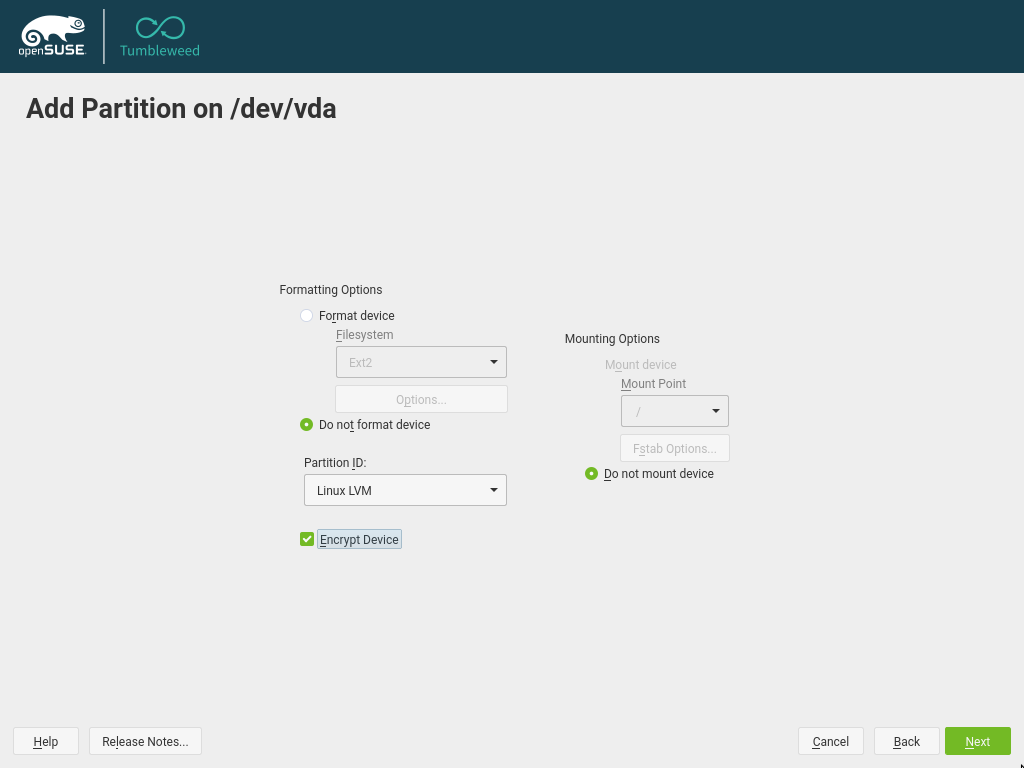 openSUSE
Tumbleweed
Add Partition on /dev/vda
Formatting Options
Format device
Filesystem
Ext2
Options...
Do not format device
Partition ID:
Linux LVM
Encrypt Device
Mounting Options
Mount device
Mount Point
/
Fstab Options...
Do not mount device
Help
Release Notes...
Cancel
Back
Next